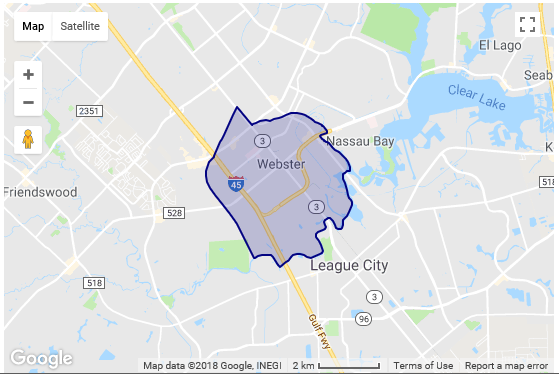 Map
Satellite
El Lago
Seab
Clear Lake
2351
3
Nassau Bay
K
Webster
518
45
Friendswood
3
528
League City
518
3
96
Gulf Fwy
Google
Map data ©2018 Google, INEGI
2 km
Terms of Use
Report a map error